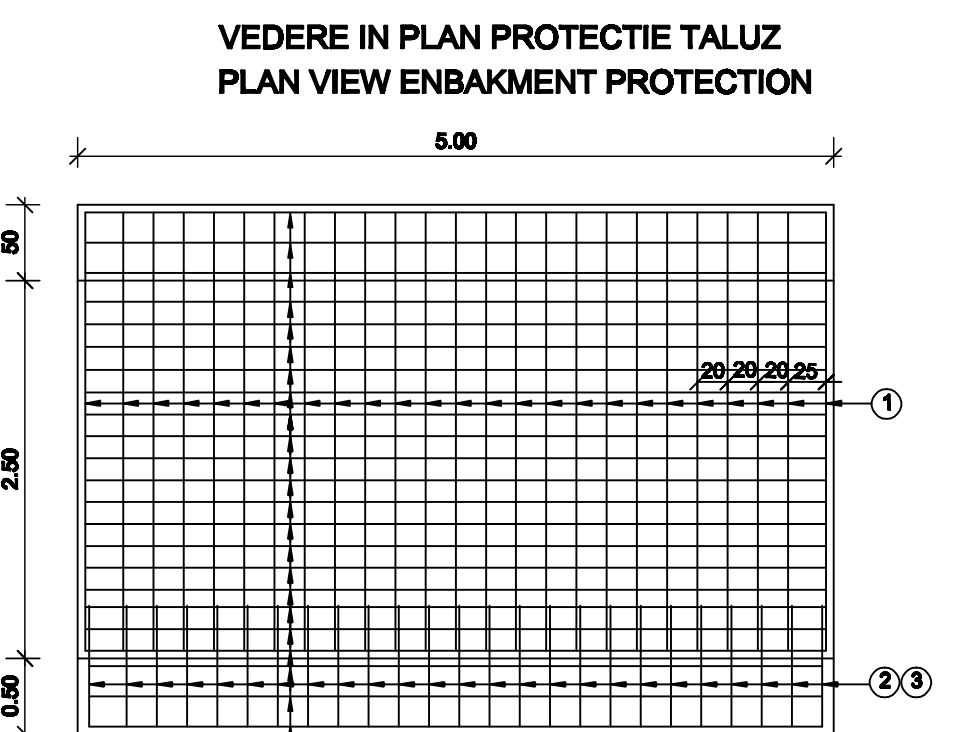 VEDERE IN PLAN PROTECTIE TALUZ
PLAN VIEW ENBAKMENT PROTECTION
5.00
50
20 20 20 25
1
2.50
2 3
0.50